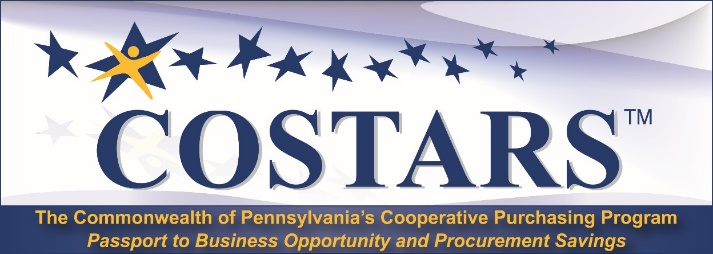 COSTARS™
The Commonwealth of Pennsylvania's Cooperative Purchasing Program
Passport to Business Opportunity and Procurement Savings